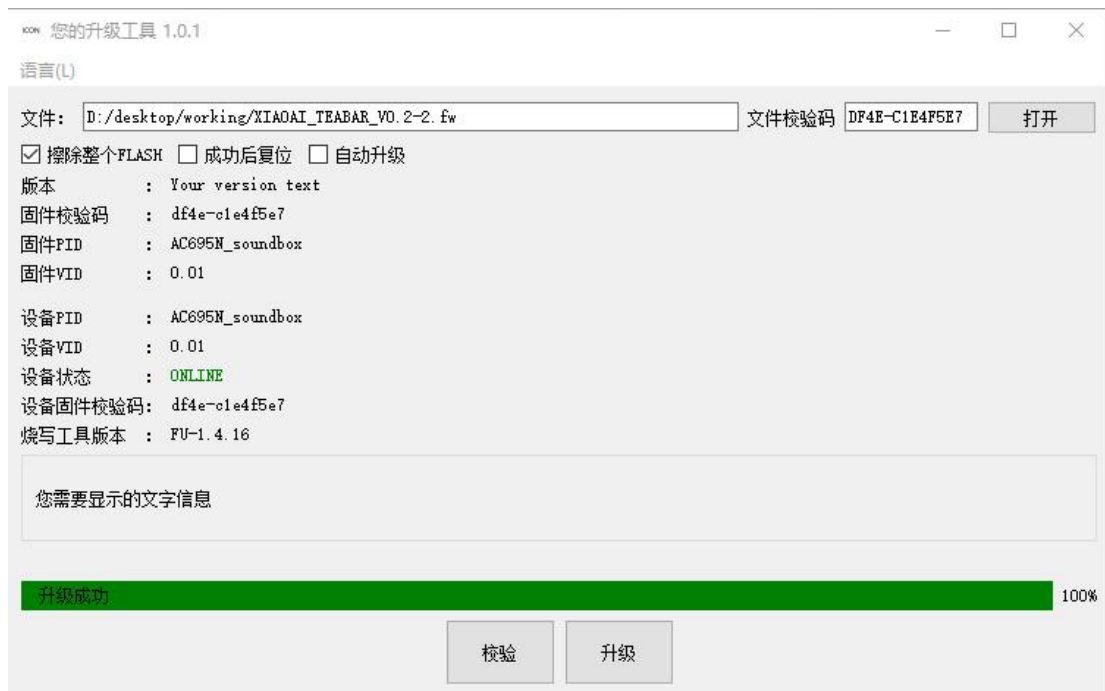 ICON 您的升级工具 1.0.1
语言(L)
文件: D:/desktop/working/XIAOAI_TEABAR_V0.2-2.fw 文件校验码 DF4E-C1E4F5E7 打开
擦除整个FLASH 成功后复位 自动升级
版本 : Your version text
固件校验码 : df4e-c1e4f5e7
固件PID : AC695N_soundbox
固件VID : 0.01
设备PID : AC695N_soundbox
设备VID : 0.01
设备状态 : ONLINE
设备固件校验码: df4e-c1e4f5e7
烧写工具版本 : FU-1.4.16
您需要显示的文字信息
升级成功 100%
校验 升级